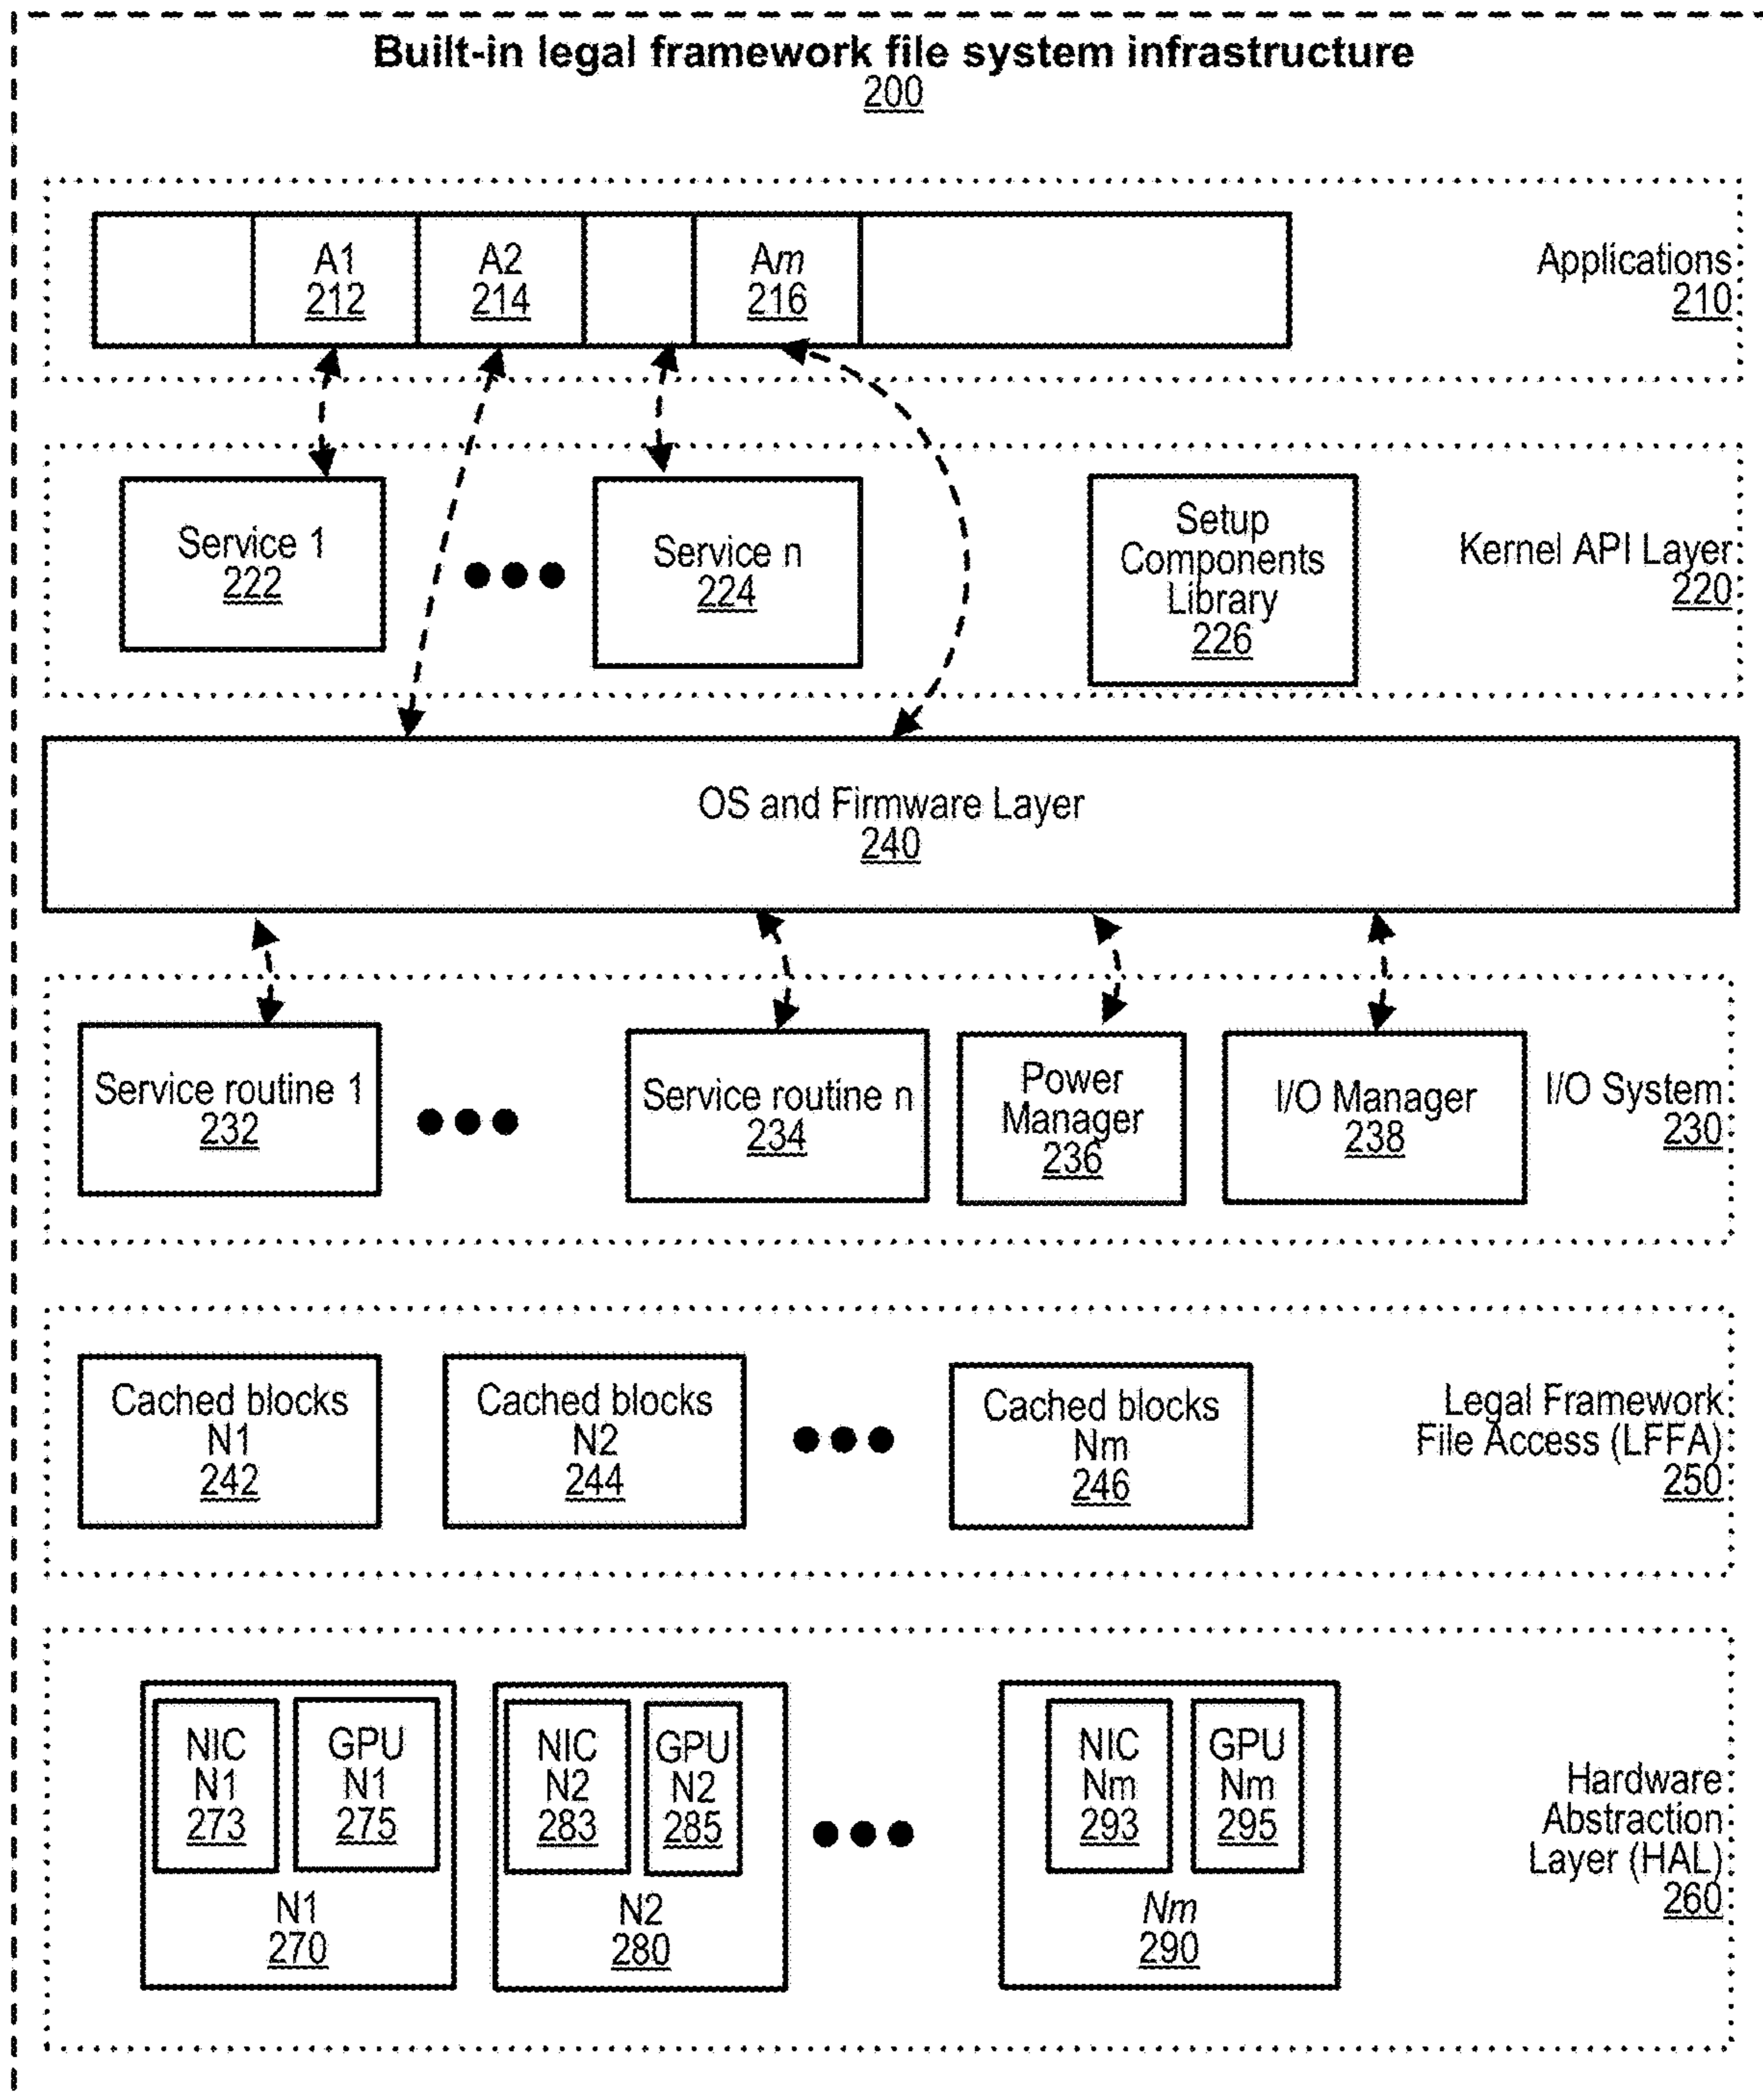 Built-in legal framework file system infrastructure
200
A1
212
A2
214
Am
216
Applications
210
Service 1
222
Service n
224
Setup
Components
Library
226
Kernel API Layer
220
OS and Firmware Layer
240
Service routine 1
232
Service routine n
234
Power
Manager
236
I/O Manager
238
I/O System
230
Cached blocks
N1
242
Cached blocks
N2
244
Cached blocks
Nm
246
Legal Framework
File Access (LFFA)
250
NIC
N1
273
GPU
N1
275
N1
270
NIC
N2
283
GPU
N2
285
N2
280
NIC
Nm
293
GPU
Nm
295
Nm
290
Hardware
Abstraction
Layer (HAL)
260